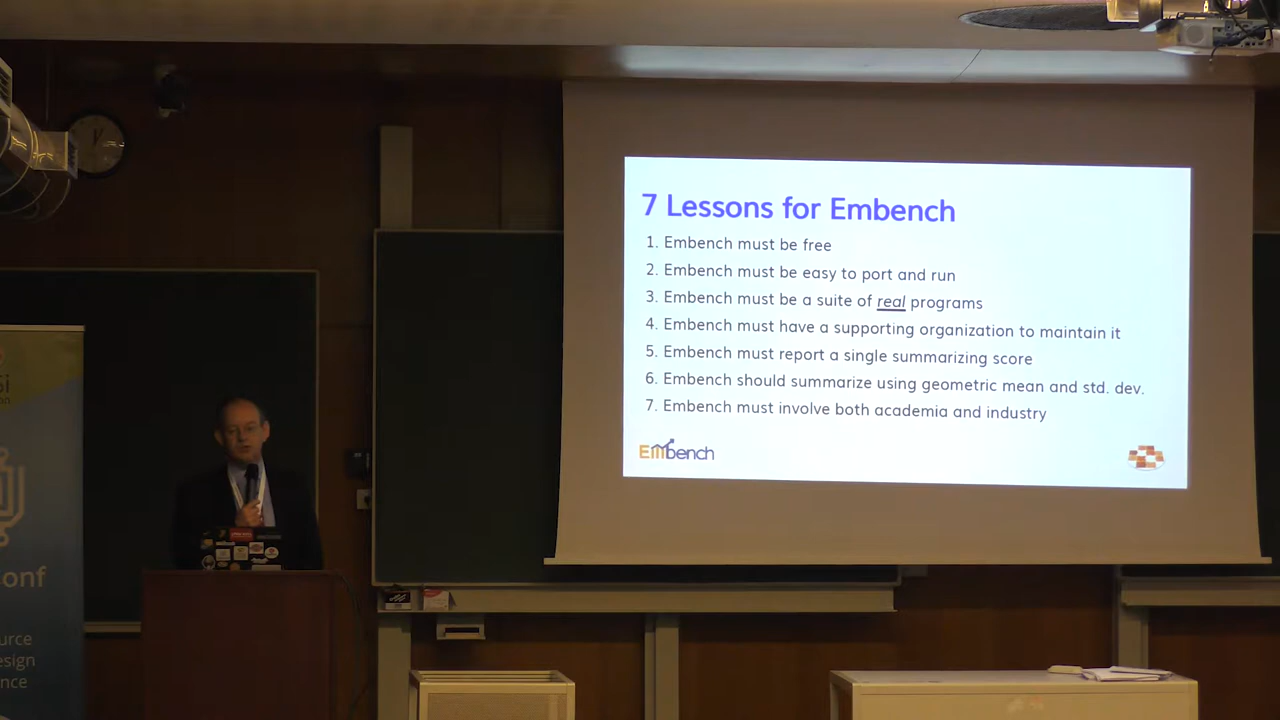 7 Lessons for Embench
1. Embench must be free
2. Embench must be easy to port and run
3. Embench must be a suite of real programs
4. Embench must have a supporting organization to maintain it
5. Embench must report a single summarizing score
6. Embench should summarize using geometric mean and std. dev.
7. Embench must involve both academia and industry
Embench
si
on
onf
urce
esign
nce